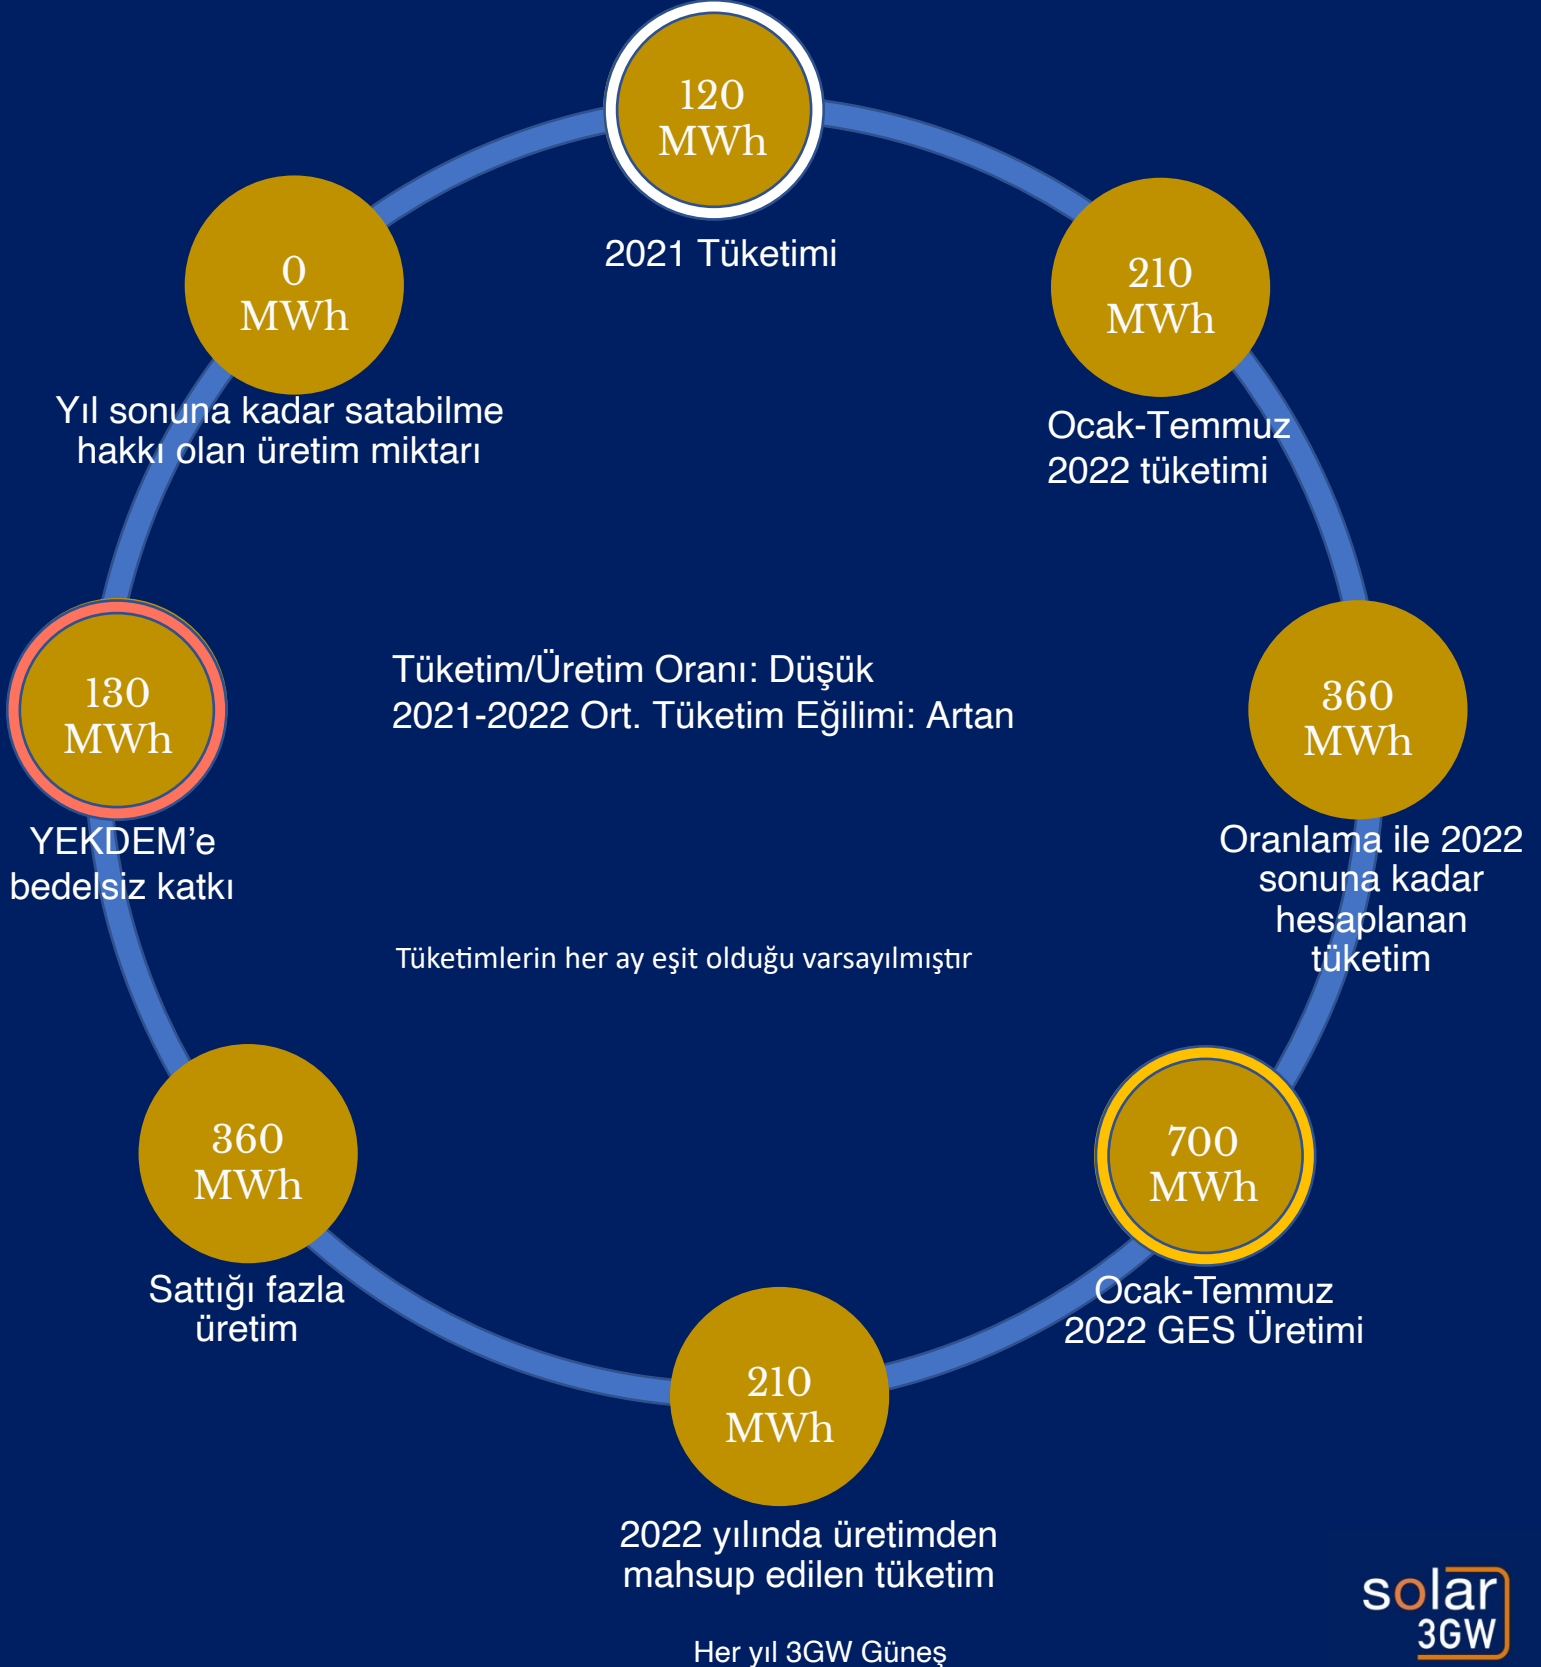 120
MWh
2021 Tüketimi
210
MWh
Ocak-Temmuz
2022 tüketimi
360
MWh
Oranlama ile 2022
sonuna kadar
hesaplanan
tüketim
700
MWh
Ocak-Temmuz
2022 GES Üretimi
210
MWh
2022 yılında üretimden
mahsup edilen tüketim
360
MWh
Sattığı fazla
üretim
130
MWh
YEKDEM’e
bedelsiz katkı
0
MWh
Yıl sonuna kadar satabilme
hakkı olan üretim miktarı
Tüketim/Üretim Oranı: Düşük
2021-2022 Ort. Tüketim Eğilimi: Artan
Tüketimlerin her ay eşit olduğu varsayılmıştır
Her yıl 3GW Güneş
solar
3GW